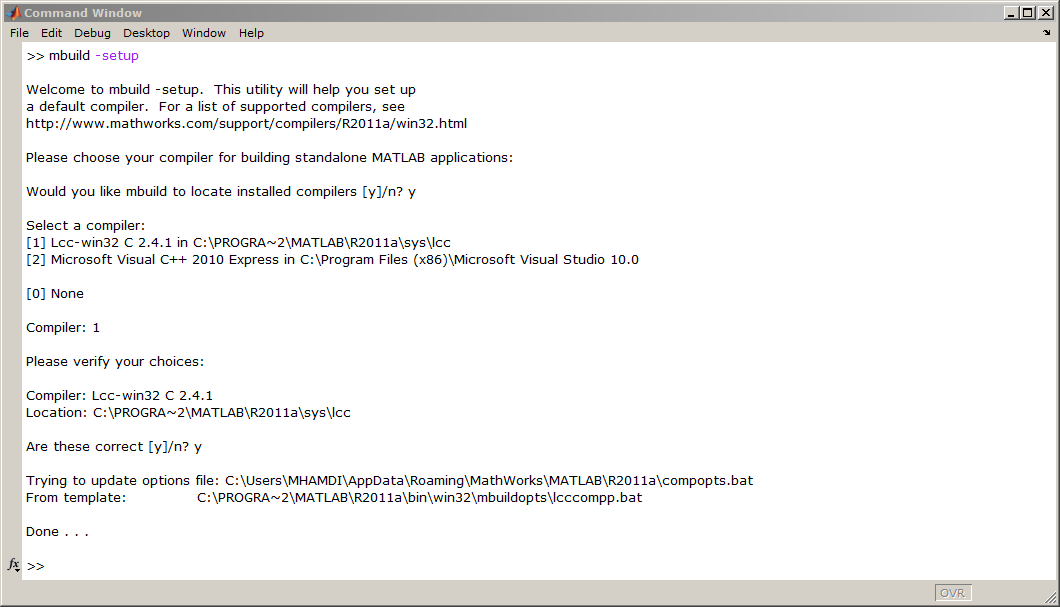 Command Window
File Edit Debug Desktop Window Help
>> mbuild -setup
Welcome to mbuild -setup.  This utility will help you set up
a default compiler.  For a list of supported compilers, see
http://www.mathworks.com/support/compilers/R2011a/win32.html
Please choose your compiler for building standalone MATLAB applications:
Would you like mbuild to locate installed compilers [y]/n? y
Select a compiler:
[1] Lcc-win32 C 2.4.1 in C:\PROGRA~2\MATLAB\R2011a\sys\lcc
[2] Microsoft Visual C++ 2010 Express in C:\Program Files (x86)\Microsoft Visual Studio 10.0
[0] None
Compiler: 1
Please verify your choices:
Compiler: Lcc-win32 C 2.4.1
Location: C:\PROGRA~2\MATLAB\R2011a\sys\lcc
Are these correct [y]/n? y
Trying to update options file: C:\Users\MHAMDI\AppData\Roaming\MathWorks\MATLAB\R2011a\compopts.bat
From template:              C:\PROGRA~2\MATLAB\R2011a\bin\win32\mbuildopts\lcccompp.bat
Done . . .
fx >>
OVR